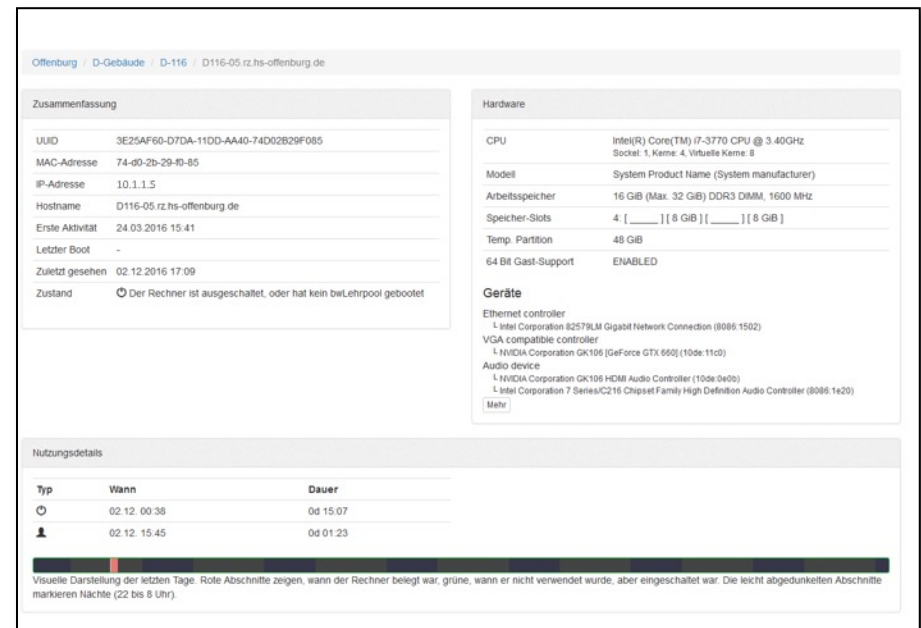 Offenburg / D-Gebäude / D-116 / D116-05.rz.hs-offenburg.de
Zusammenfassung
UUID 3E25AF60-D7DA-11DD-AA40-74D02B29F085
MAC-Adresse 74-d0-2b-29-f0-85
IP-Adresse 10.1.1.5
Hostname D116-05.rz.hs-offenburg.de
Erste Aktivität 24.03.2016 15:41
Letzter Boot -
Zuletzt gesehen 02.12.2016 17:09
Zustand Der Rechner ist ausgeschaltet, oder hat kein bwLehrpool gebootet
Hardware
CPU Intel(R) Core(TM) i7-3770 CPU @ 3.40GHz
Sockel: 1, Kerne: 4, Virtuelle Kerne: 8
Modell System Product Name (System manufacturer)
Arbeitsspeicher 16 GiB (Max. 32 GiB) DDR3 DIMM, 1600 MHz
Speicher-Slots 4: [ _____ ] [ 8 GiB ] [ _____ ] [ 8 GiB ]
Temp. Partition 48 GiB
64 Bit Gast-Support ENABLED
Geräte
Ethernet controller
└ Intel Corporation 82579LM Gigabit Network Connection (8086:1502)
VGA compatible controller
└ NVIDIA Corporation GK106 [GeForce GTX 660] (10de:11c0)
Audio device
└ NVIDIA Corporation GK106 HDMI Audio Controller (10de:0e0b)
└ Intel Corporation 7 Series/C216 Chipset Family High Definition Audio Controller (8086:1e20)
Mehr
Nutzungsdetails
Typ Wann Dauer
02.12. 00:38 0d 15:07
02.12. 15:45 0d 01:23
Visuelle Darstellung der letzten Tage. Rote Abschnitte zeigen, wann der Rechner belegt war, grüne, wann er nicht verwendet wurde, aber eingeschaltet war. Die leicht abgedunkelten Abschnitte
markieren Nächte (22 bis 8 Uhr).